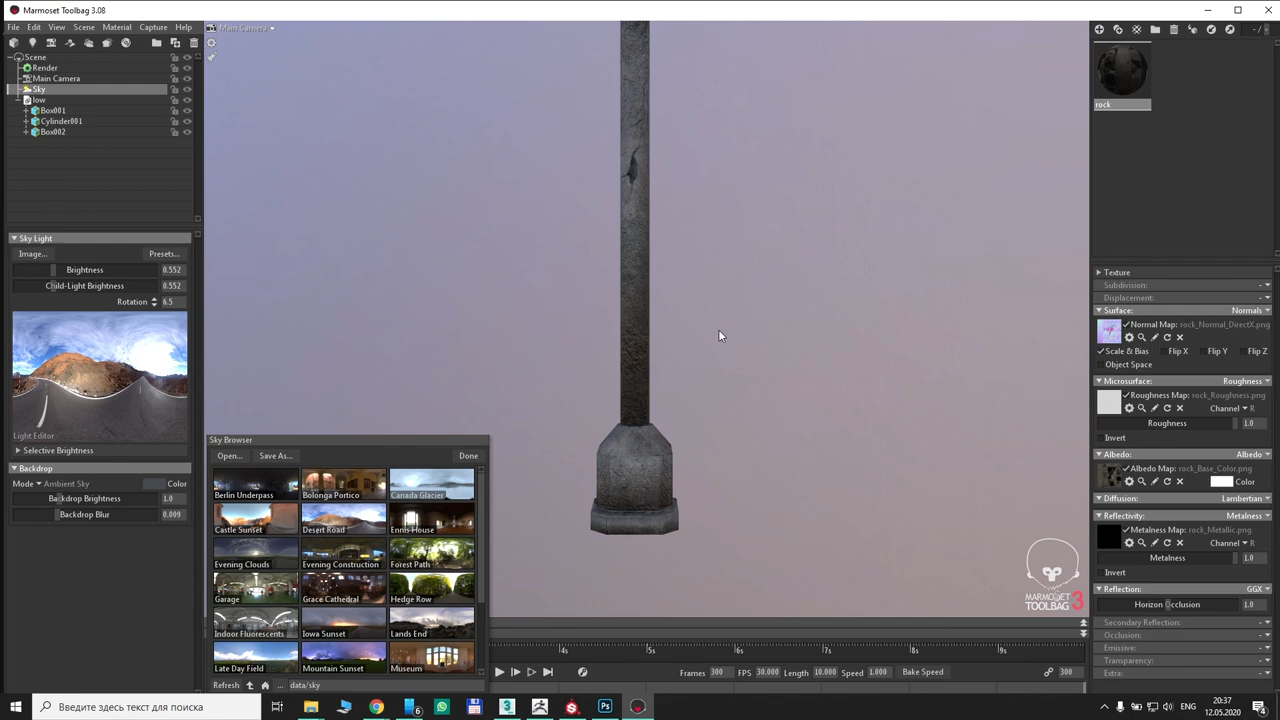 Marmoset Toolbag 3.08
File Edit View Scene Material Capture Help
Scene
Render
Main Camera
Sky
low
Box001
Cylinder001
Box002
Sky Light
Image... Presets...
Brightness 0.552
Child-Light Brightness 0.552
Rotation 6.5
Light Editor
Selective Brightness
Backdrop
Mode Ambient Sky Color
Backdrop Brightness 1.0
Backdrop Blur 0.009
Main Camera
Sky Browser
Open... Save As... Done
Berlin Underpass Bolonga Portico Canada Glacier
Castle Sunset Desert Road Ennis House
Evening Clouds Evening Construction Forest Path
Garage Grace Cathedral Hedge Row
Indoor Fluorescents Iowa Sunset Lands End
Late Day Field Mountain Sunset Museum
Refresh ... data/sky
MARMOSET
TOOLBAG 3
4s 5s 6s 7s 8s 9s
Frames 300 FPS 30.000 Length 10.000 Speed 1.000 Bake Speed 300
rock
Texture
Subdivision:
Displacement:
Surface: Normals
Normal Map: rock_Normal_DirectX.png
Scale & Bias Flip X Flip Y Flip Z
Object Space
Microsurface: Roughness
Roughness Map: rock_Roughness.png
Channel R
Roughness 1.0
Invert
Albedo: Albedo
Albedo Map: rock_Base_Color.png
Color
Diffusion: Lambertian
Reflectivity: Metalness
Metalness Map: rock_Metallic.png
Channel R
Metalness 1.0
Invert
Reflection: GGX
Horizon Occlusion 1.0
Secondary Reflection:
Occlusion:
Emissive:
Transparency:
Extra:
Введите здесь текст для поиска
6
3
ENG
20:37
12.05.2020
4